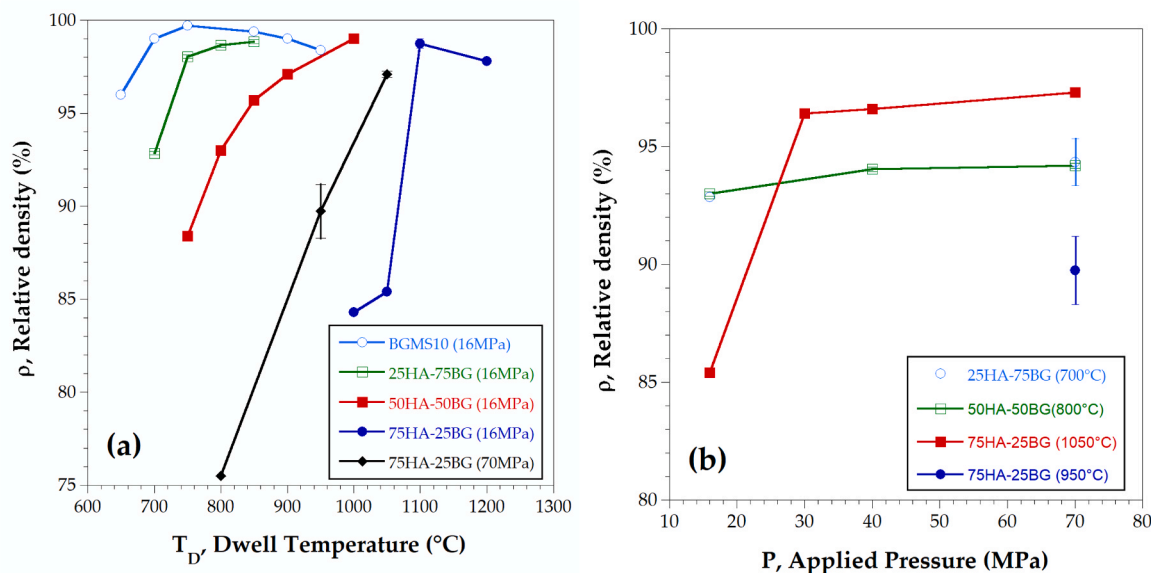 100
95
90
85
80
75
ρ, Relative density (%)
BGMS10 (16MPa)
25HA-75BG (16MPa)
50HA-50BG (16MPa)
75HA-25BG (16MPa)
75HA-25BG (70MPa)
(a)
600 700 800 900 1000 1100 1200 1300
T_D, Dwell Temperature (°C)
100
95
90
85
80
ρ, Relative density (%)
25HA-75BG (700°C)
50HA-50BG(800°C)
75HA-25BG (1050°C)
75HA-25BG (950°C)
(b)
10 20 30 40 50 60 70 80
P, Applied Pressure (MPa)